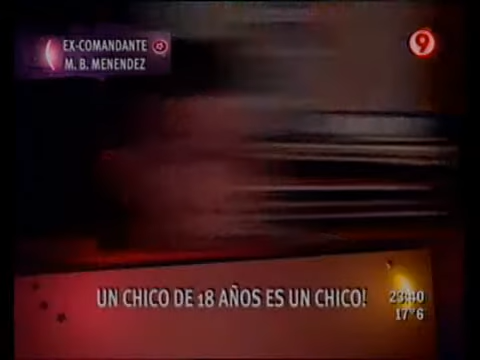 EX-COMANDANTE
M. B. MENENDEZ
9
UN CHICO DE 18 AÑOS ES UN CHICO!
23:40
17°6